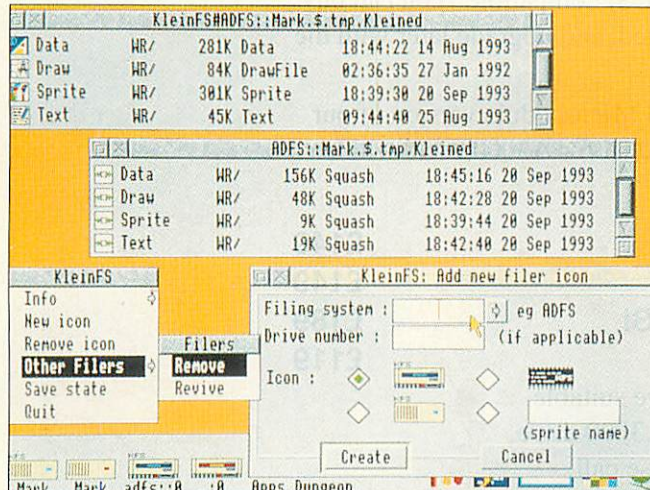 KleinFS#ADFS::Mark.$.tmp.Kleined
Data WR/ 281K Data 18:44:22 14 Aug 1993
Draw WR/ 84K DrawFile 02:36:35 27 Jan 1992
Sprite WR/ 301K Sprite 18:39:30 20 Sep 1993
Text WR/ 45K Text 09:44:40 25 Aug 1993
ADFS::Mark.$.tmp.Kleined
Data WR/ 156K Squash 18:45:16 20 Sep 1993
Draw WR/ 48K Squash 18:42:28 20 Sep 1993
Sprite WR/ 9K Squash 18:39:44 20 Sep 1993
Text WR/ 19K Squash 18:42:40 20 Sep 1993
KleinFS
Info
New icon
Remove icon
Other Filers
Save state
Quit
Filers
Remove
Revive
KleinFS: Add new filer icon
Filing system : eg ADFS
Drive number : (if applicable)
Icon :
(sprite name)
Create Cancel
Mark Mark adfs::0 :0 Apps Dungeon